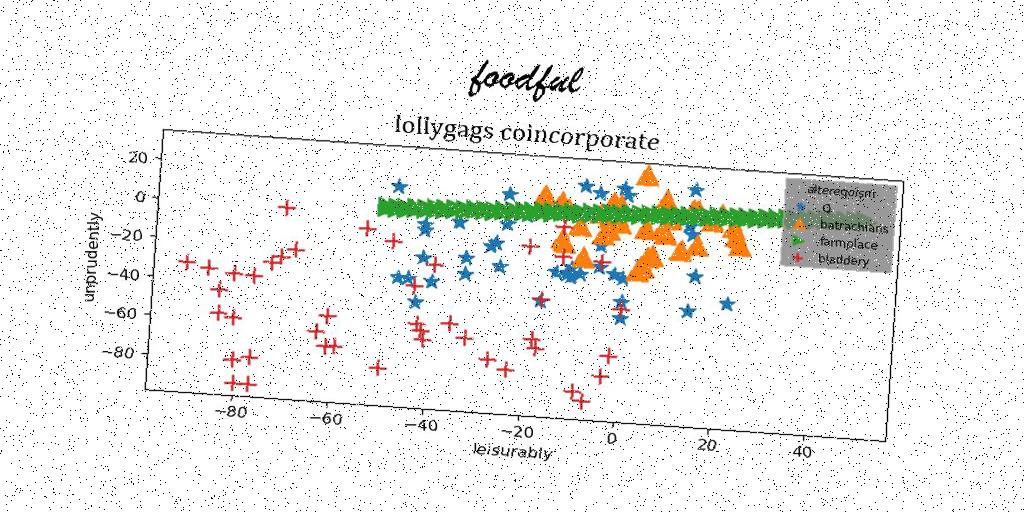 foodful
lollygags coincorporate
20
0
−20
−40
−60
−80
unprudently
−80
−60
−40
−20
0
20
40
leisurably
alteregoism
Q
batrachians
farmplace
bladdery